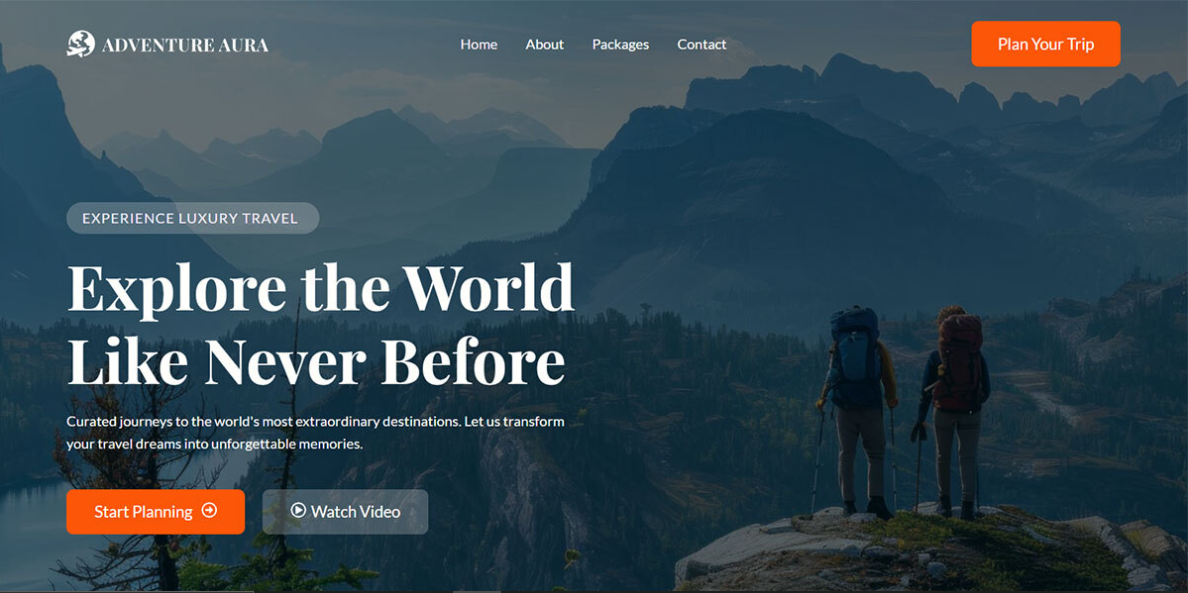 ADVENTURE AURA
Home
About
Packages
Contact
Plan Your Trip
EXPERIENCE LUXURY TRAVEL
Explore the World
Like Never Before
Curated journeys to the world's most extraordinary destinations. Let us transform
your travel dreams into unforgettable memories.
Start Planning
Watch Video